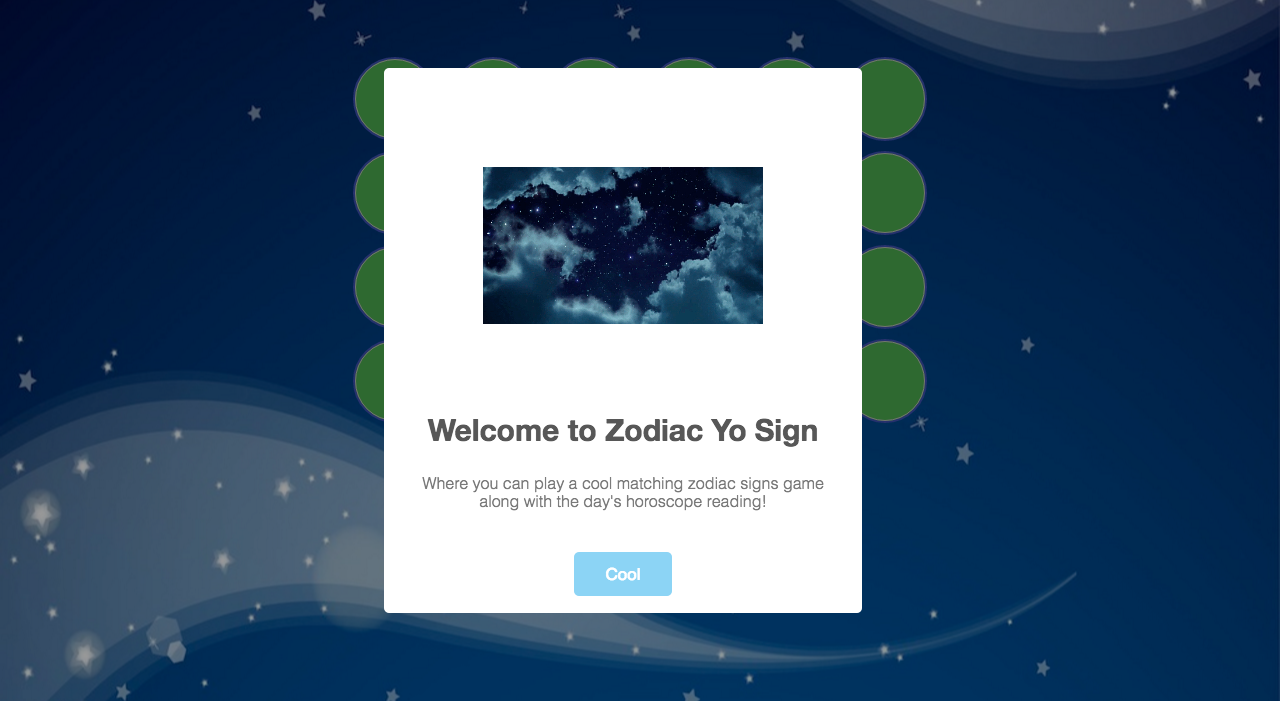 Welcome to Zodiac Yo Sign
Where you can play a cool matching zodiac signs game
along with the day's horoscope reading!
Cool